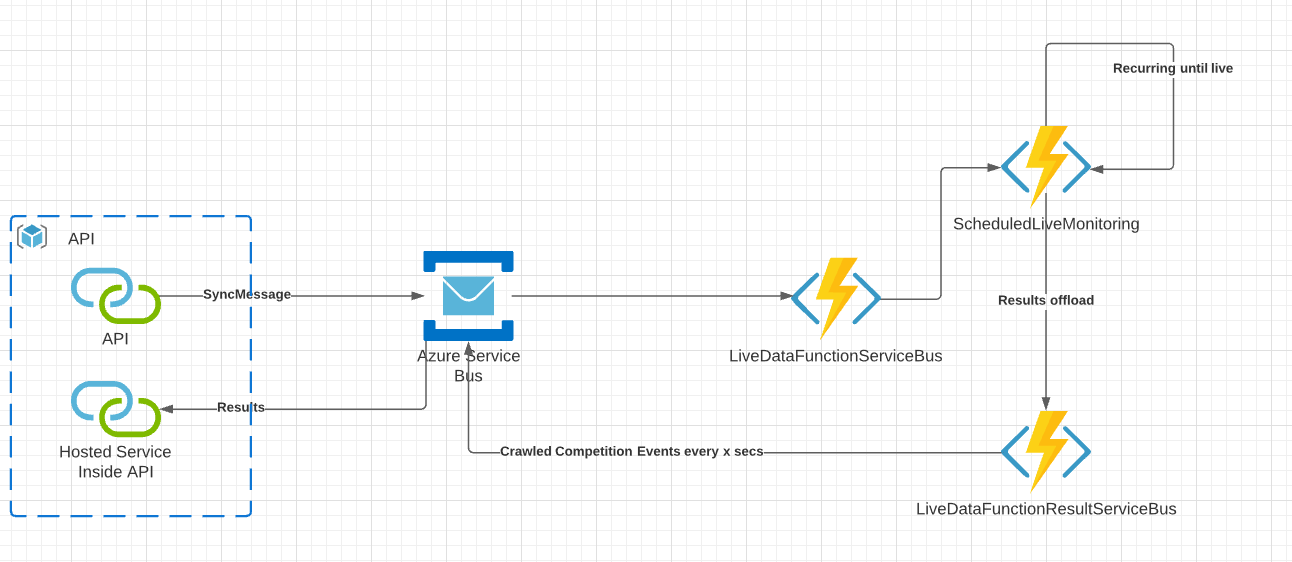 Recurring until live
ScheduledLiveMonitoring
API
SyncMessage
API
Results offload
Azure Service
Bus
LiveDataFunctionServiceBus
Results
Hosted Service
Inside API
Crawled Competition Events every x secs
LiveDataFunctionResultServiceBus